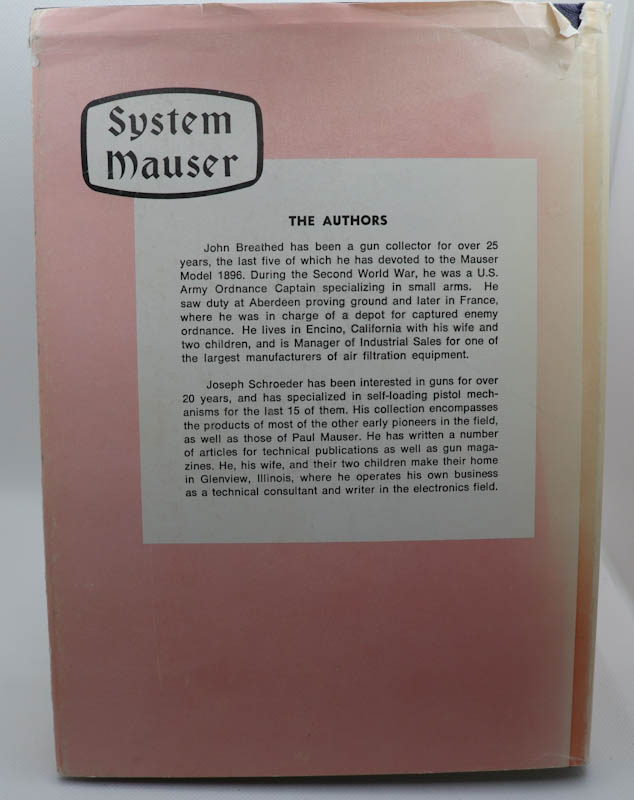 System
Mauser
THE AUTHORS
John Breathed has been a gun collector for over 25
years, the last five of which he has devoted to the Mauser
Model 1896. During the Second World War, he was a U.S.
Army Ordnance Captain specializing in small arms. He
saw duty at Aberdeen proving ground and later in France,
where he was in charge of a depot for captured enemy
ordnance. He lives in Encino, California with his wife and
two children, and is Manager of Industrial Sales for one of
the largest manufacturers of air filtration equipment.
Joseph Schroeder has been interested in guns for over
20 years, and has specialized in self-loading pistol mech-
anisms for the last 15 of them. His collection encompasses
the products of most of the other early pioneers in the field,
as well as those of Paul Mauser. He has written a number
of articles for technical publications as well as gun maga-
zines. He, his wife, and their two children make their home
in Glenview, Illinois, where he operates his own business
as a technical consultant and writer in the electronics field.